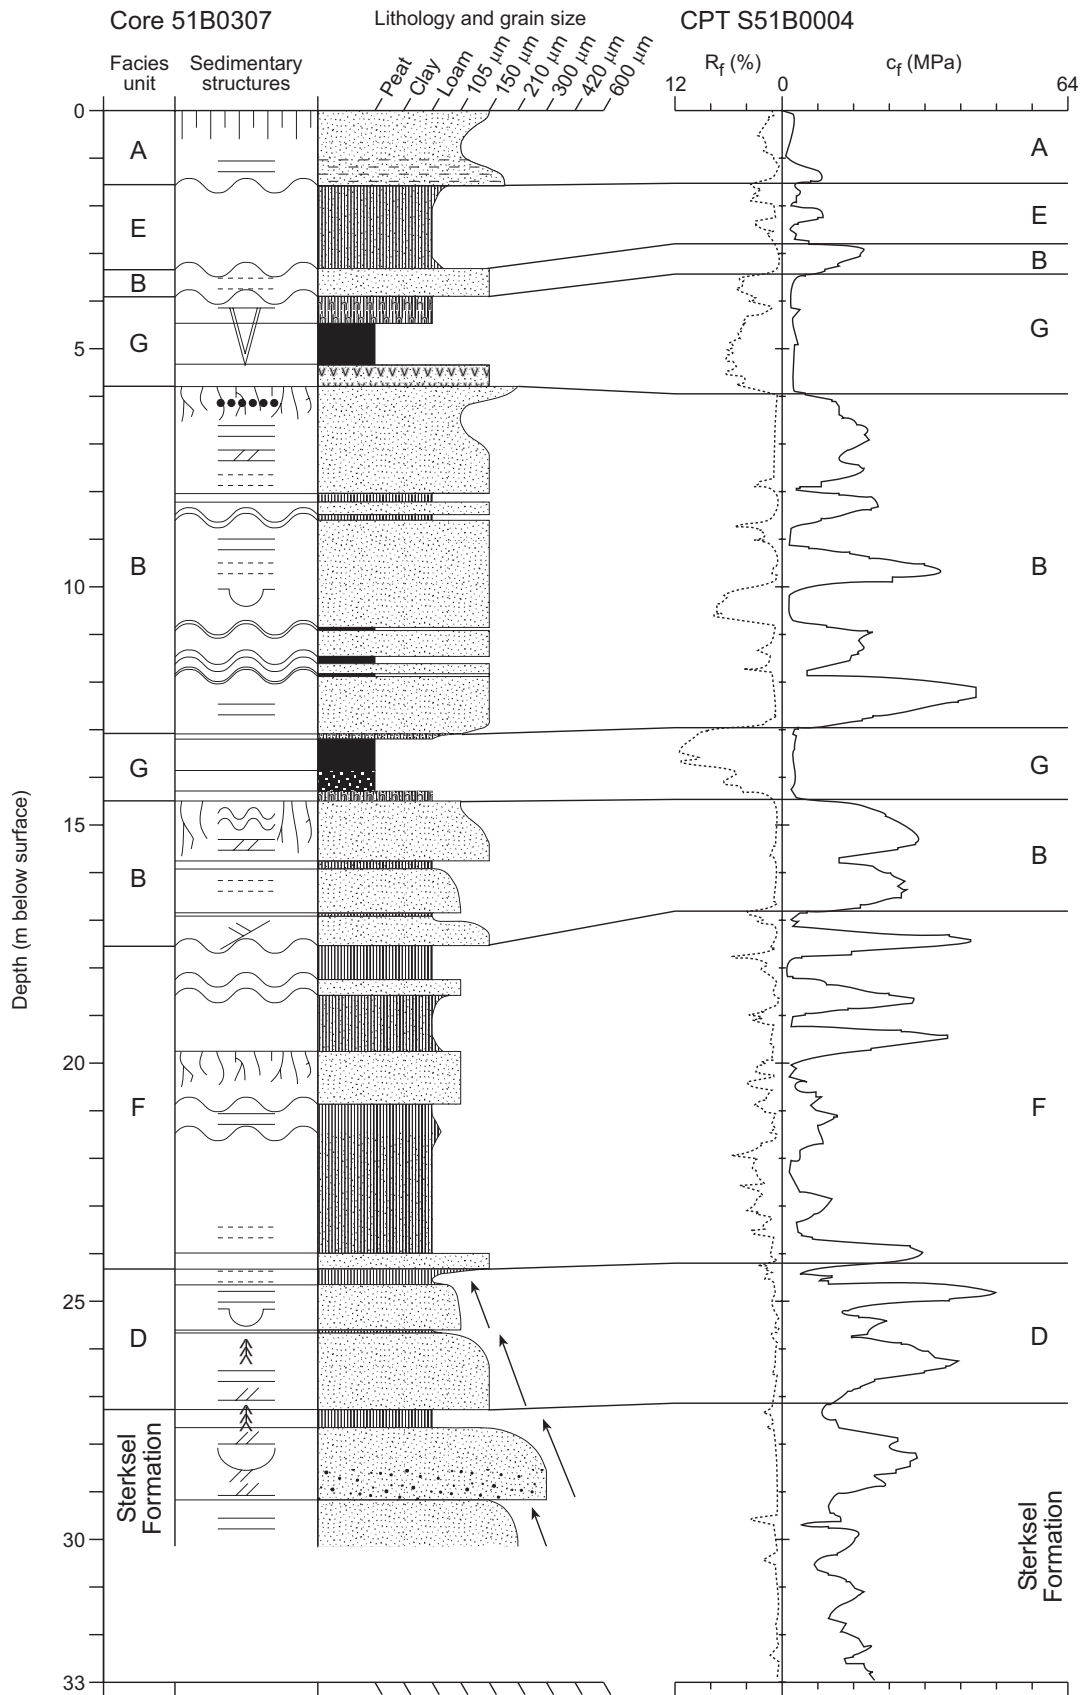 Core 51B0307
Lithology and grain size
CPT S51B0004
Facies unit
Sedimentary structures
Peat
Clay
Loam
105 μm
150 μm
210 μm
300 μm
420 μm
600 μm
Rf (%)
cf (MPa)
12
0
64
Depth (m below surface)
0
5
10
15
20
25
30
33
A
E
B
G
B
G
B
F
D
Sterksel
Formation
A
E
B
G
B
G
B
F
D
Sterksel
Formation